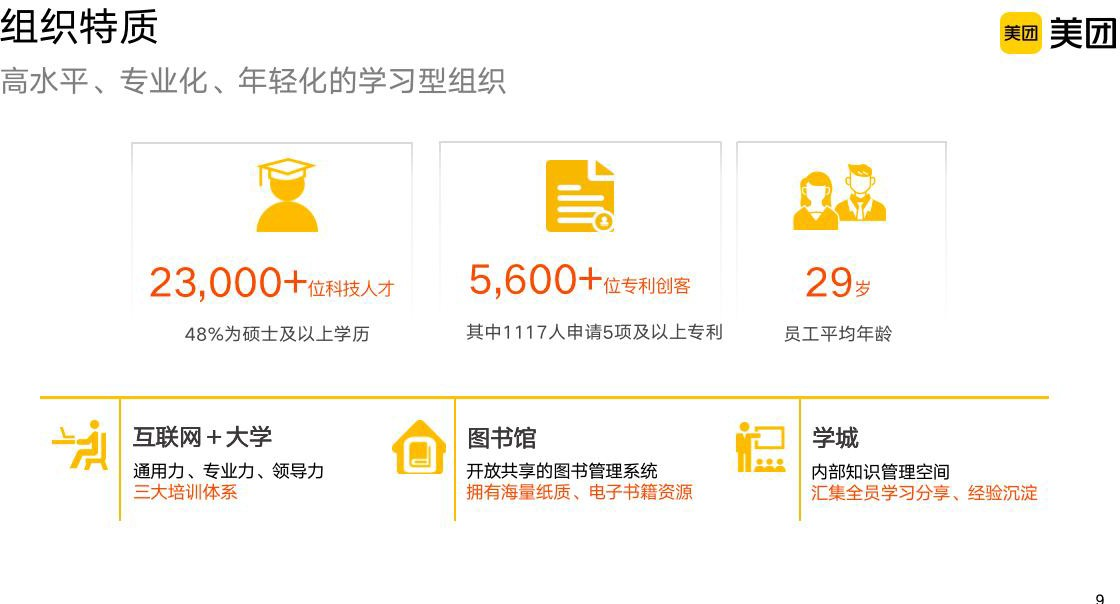 组织特质
美团 美团
高水平、专业化、年轻化的学习型组织
23,000+位科技人才
48%为硕士及以上学历
5,600+位专利创客
其中1117人申请5项及以上专利
29岁
员工平均年龄
互联网+大学
通用力、专业力、领导力
三大培训体系
图书馆
开放共享的图书管理系统
拥有海量纸质、电子书籍资源
学城
内部知识管理空间
汇集全员学习分享、经验沉淀
9